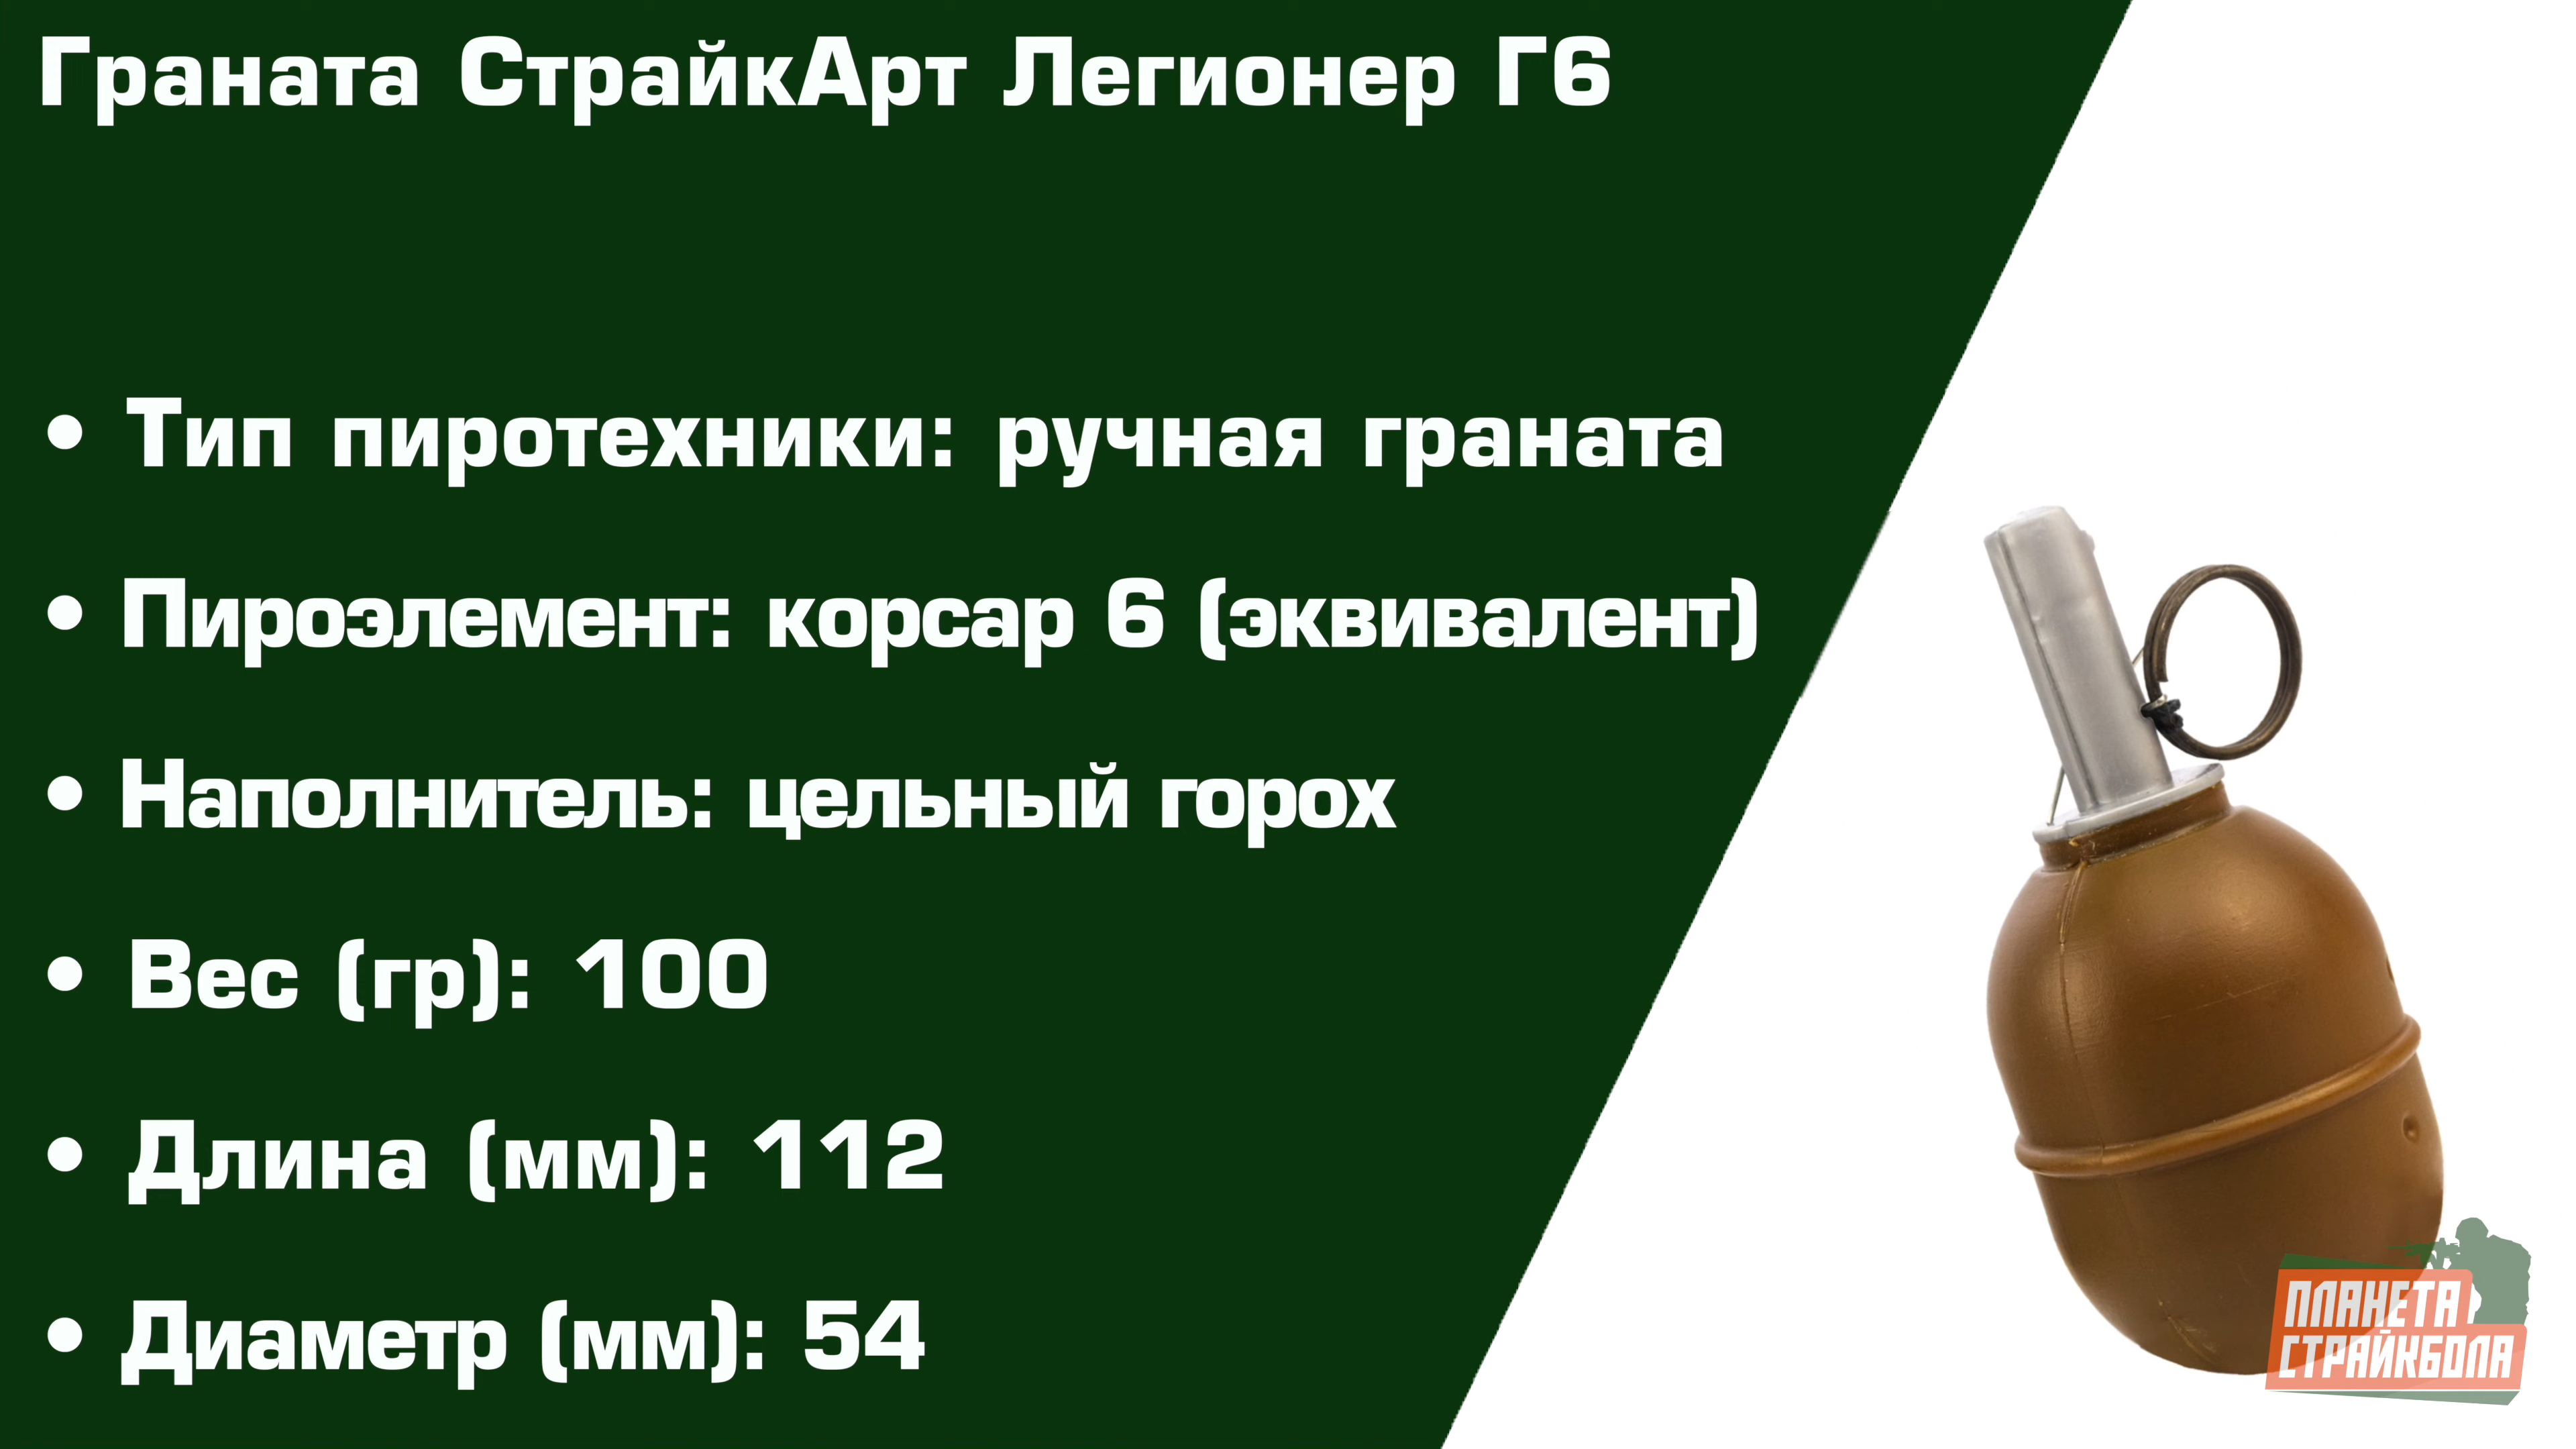 Граната СтрайкАрт Легионер Г6
• Тип пиротехники: ручная граната
• Пироэлемент: корсар 6 (эквивалент)
• Наполнитель: цельный горох
• Вес (гр): 100
• Длина (мм): 112
• Диаметр (мм): 54
ПЛАНЕТА
СТРАЙКБОЛА